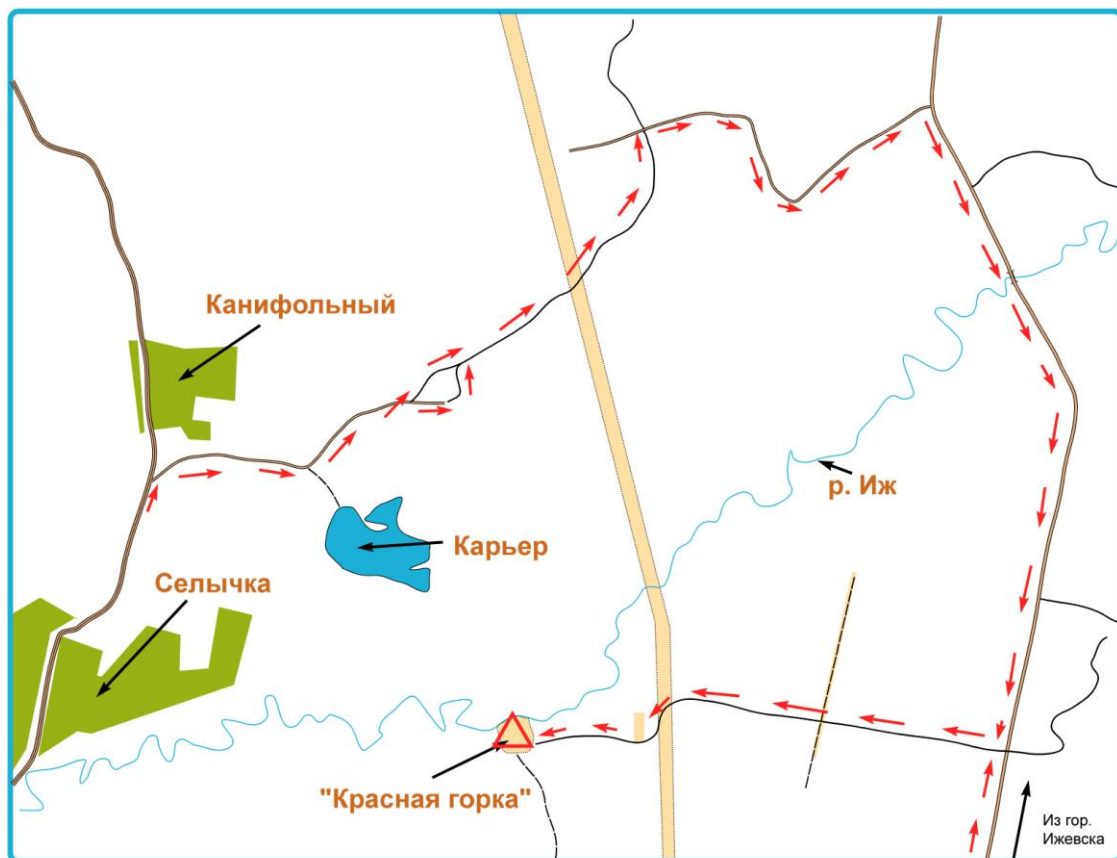 Канифольный
р. Иж
Карьер
Селычка
"Красная горка"
Из гор.
Ижевска